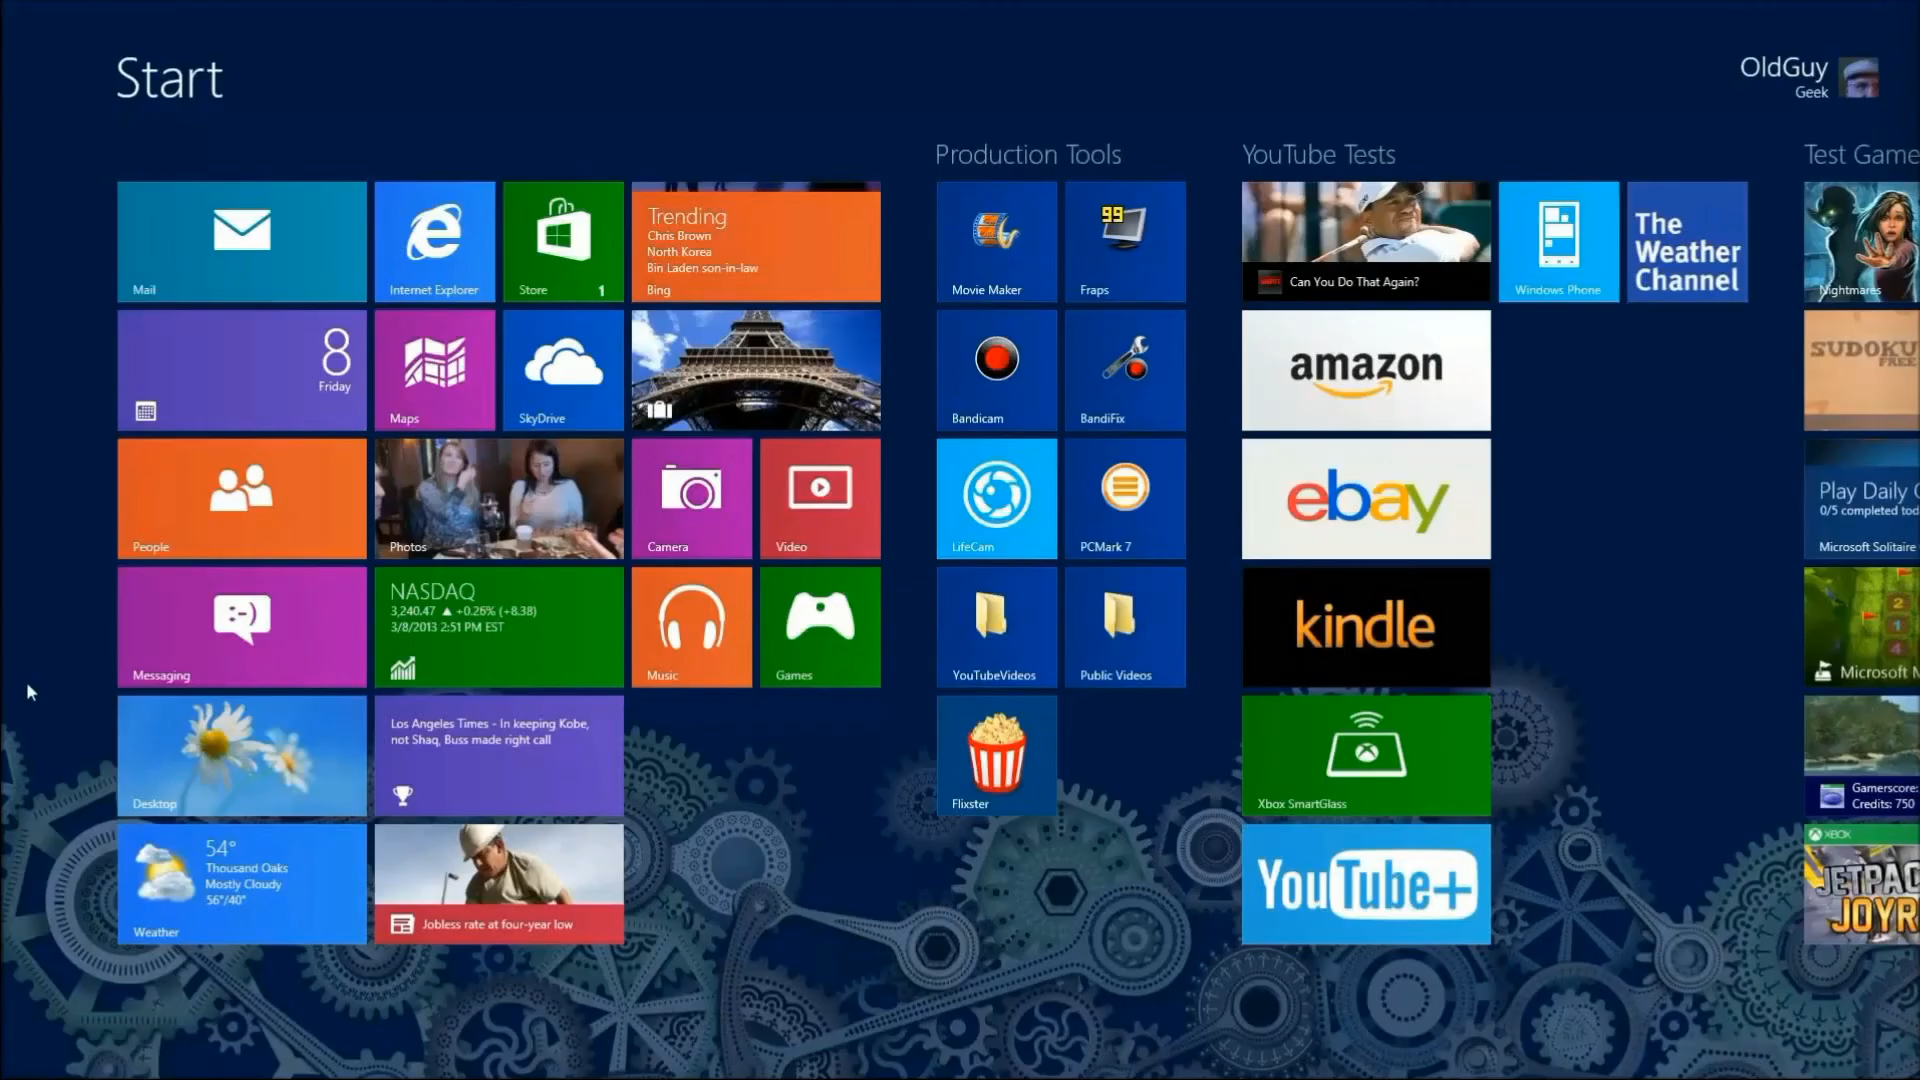 Start
OldGuy
Geek
Mail
Internet Explorer
Store
1
Trending
Chris Brown
North Korea
Bin Laden son-in-law
Bing
8
Friday
Maps
SkyDrive
People
Photos
Camera
Video
Messaging
NASDAQ
3,240.47 ▲ +0.26% (+8.38)
3/8/2013 2:51 PM EST
Music
Games
Desktop
Los Angeles Times - In keeping Kobe,
not Shaq, Buss made right call
54°
Thousand Oaks
Mostly Cloudy
56°/40°
Weather
Jobless rate at four-year low
Production Tools
Movie Maker
99
Fraps
Bandicam
BandiFix
LifeCam
PCMark 7
YouTubeVideos
Public Videos
Flixster
YouTube Tests
Can You Do That Again?
Windows Phone
The
Weather
Channel
amazon
ebay
kindle
Xbox SmartGlass
YouTube+
Test Game
Nightmares
SUDOKU
FREE
Play Daily C
0/5 completed tod
Microsoft Solitaire
2
1
4
Microsoft M
Gamerscore:
Credits: 750
XBOX
JETPAC
JOYR